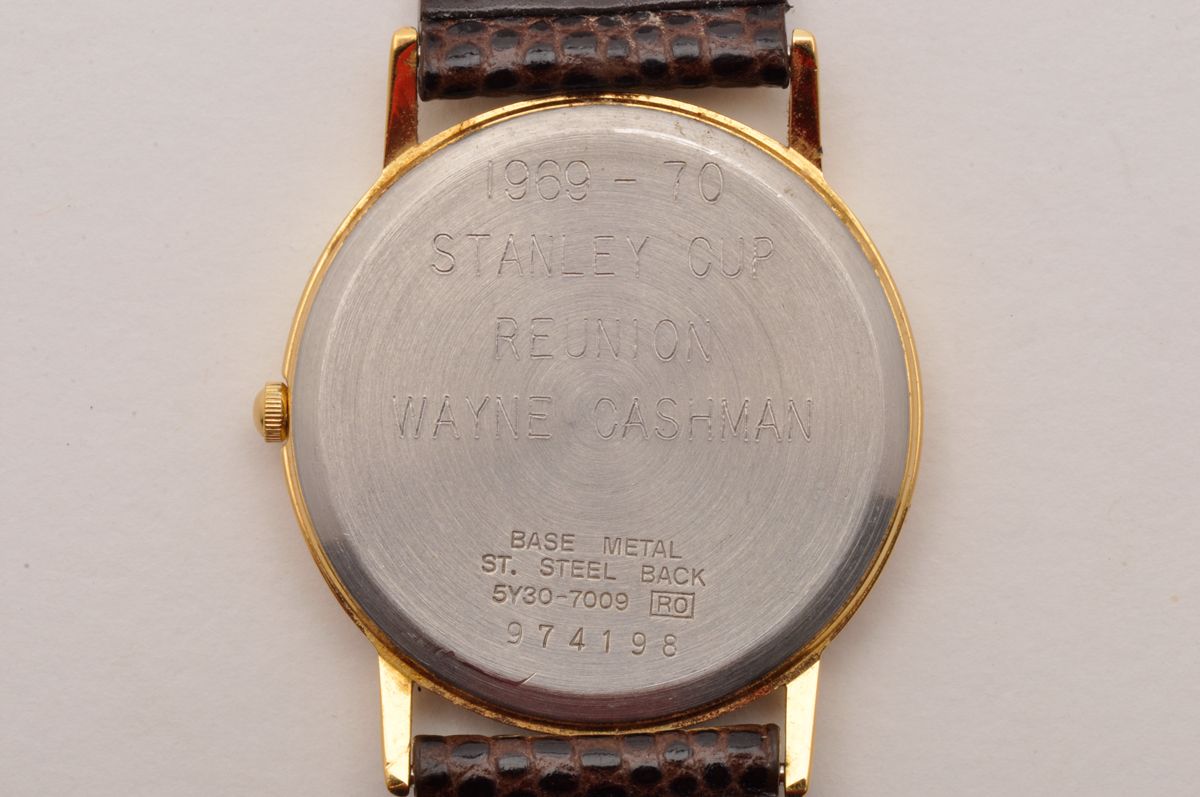 1969 - 70
STANLEY CUP
REUNION
WAYNE CASHMAN
BASE METAL
ST. STEEL BACK
5Y30-7009 RO
974198